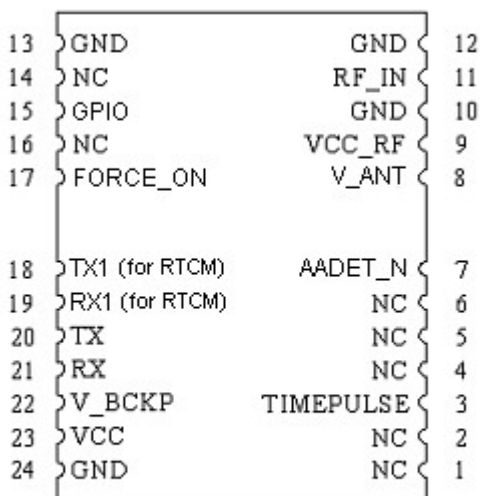 13 GND GND 12
14 NC RF_IN 11
15 GPIO GND 10
16 NC VCC_RF 9
17 FORCE_ON V_ANT 8
18 TX1 (for RTCM) AADET_N 7
19 RX1 (for RTCM) NC 6
20 TX NC 5
21 RX NC 4
22 V_BCKP TIMEPULSE 3
23 VCC NC 2
24 GND NC 1